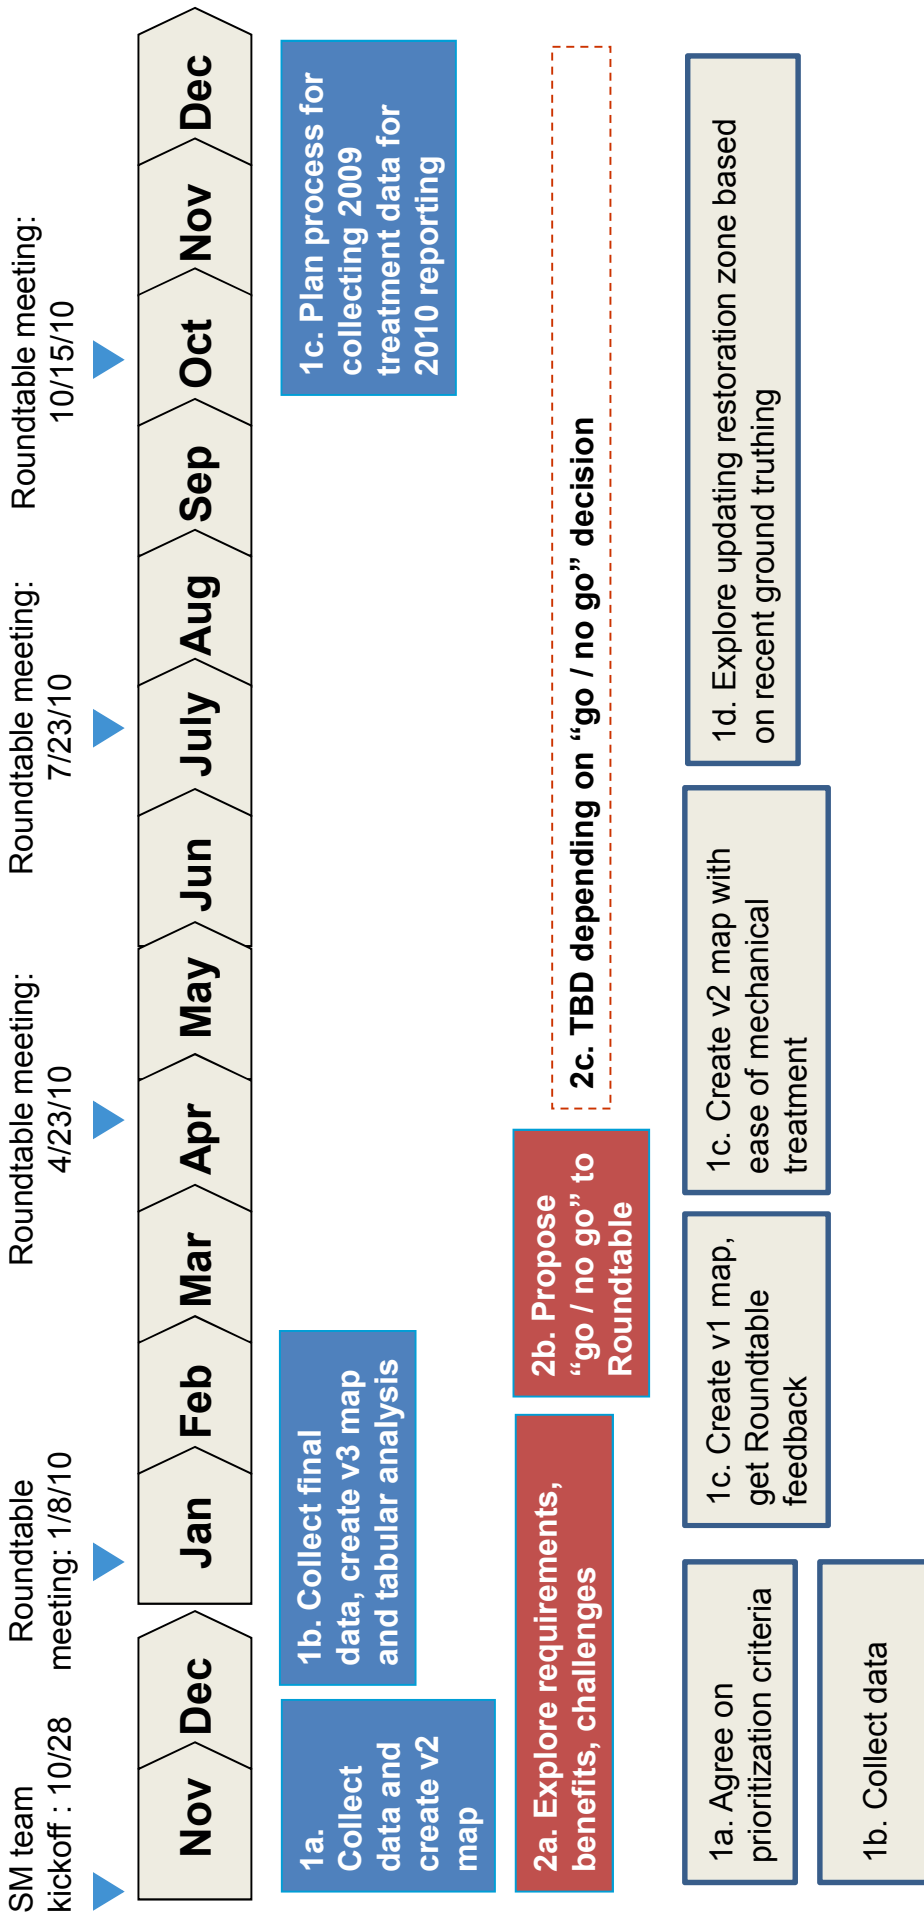 SM team
kickoff : 10/28
Roundtable
meeting: 1/8/10
Roundtable meeting:
4/23/10
Roundtable meeting:
7/23/10
Roundtable meeting:
10/15/10
Nov
Dec
Jan
Feb
Mar
Apr
May
Jun
July
Aug
Sep
Oct
Nov
Dec
1a.
Collect
data and
create v2
map
1b. Collect final
data, create v3 map
and tabular analysis
1c. Plan process for
collecting 2009
treatment data for
2010 reporting
2a. Explore requirements,
benefits, challenges
2b. Propose
“go / no go” to
Roundtable
2c. TBD depending on “go / no go” decision
1a. Agree on
prioritization criteria
1b. Collect data
1c. Create v1 map,
get Roundtable
feedback
1c. Create v2 map with
ease of mechanical
treatment
1d. Explore updating restoration zone based
on recent ground truthing